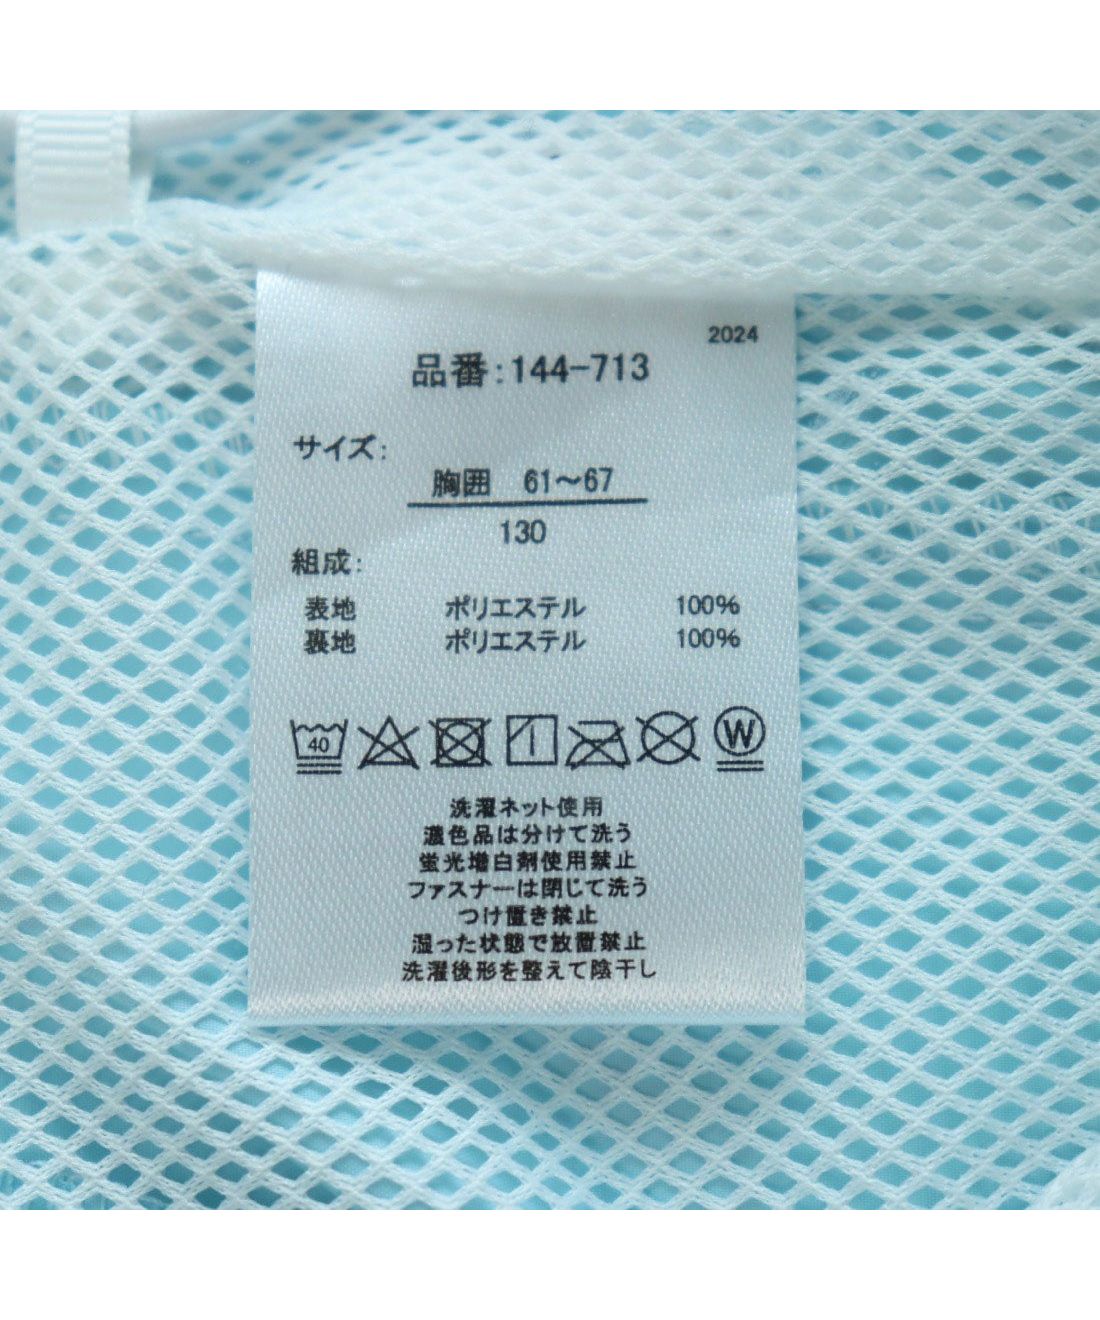 2024
品番:144-713
サイズ:
胸囲 61~67
130
組成:
表地 ポリエステル 100%
裏地 ポリエステル 100%
40 W
洗濯ネット使用
濃色品は分けて洗う
蛍光増白剤使用禁止
ファスナーは閉じて洗う
つけ置き禁止
湿った状態で放置禁止
洗濯後形を整えて陰干し